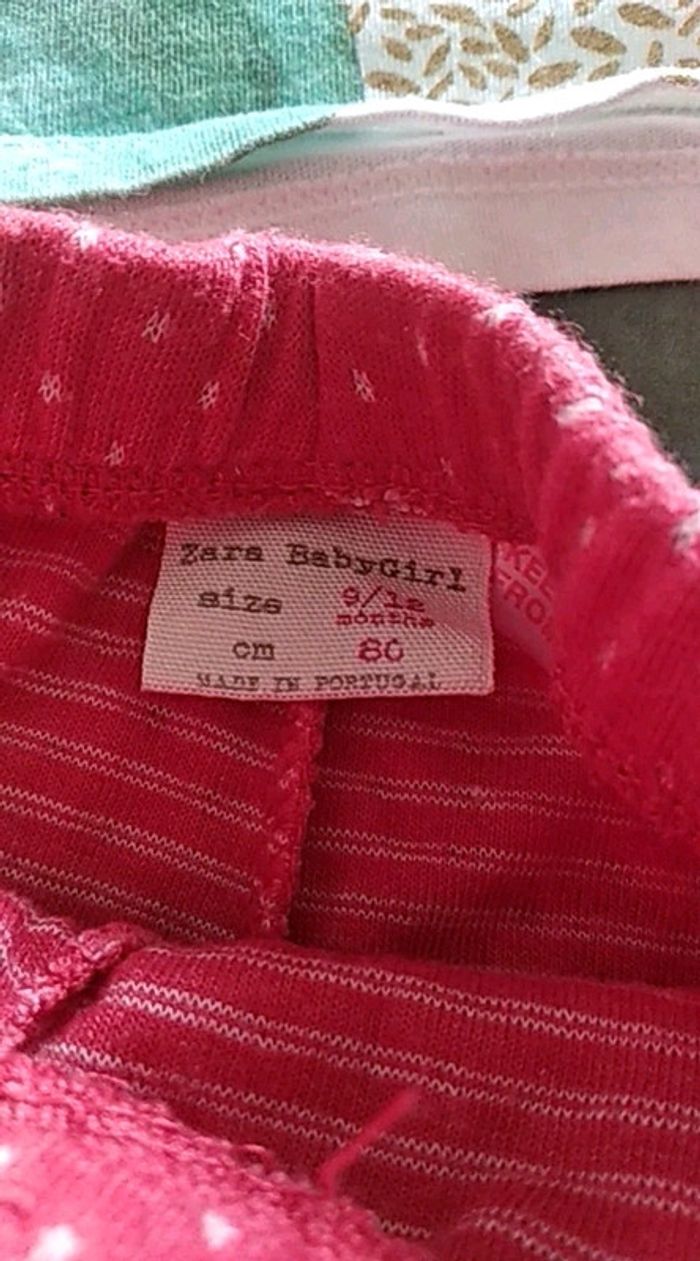 Zara BabyGirl
size 9/12
months
cm 80
MADE IN PORTUGAL